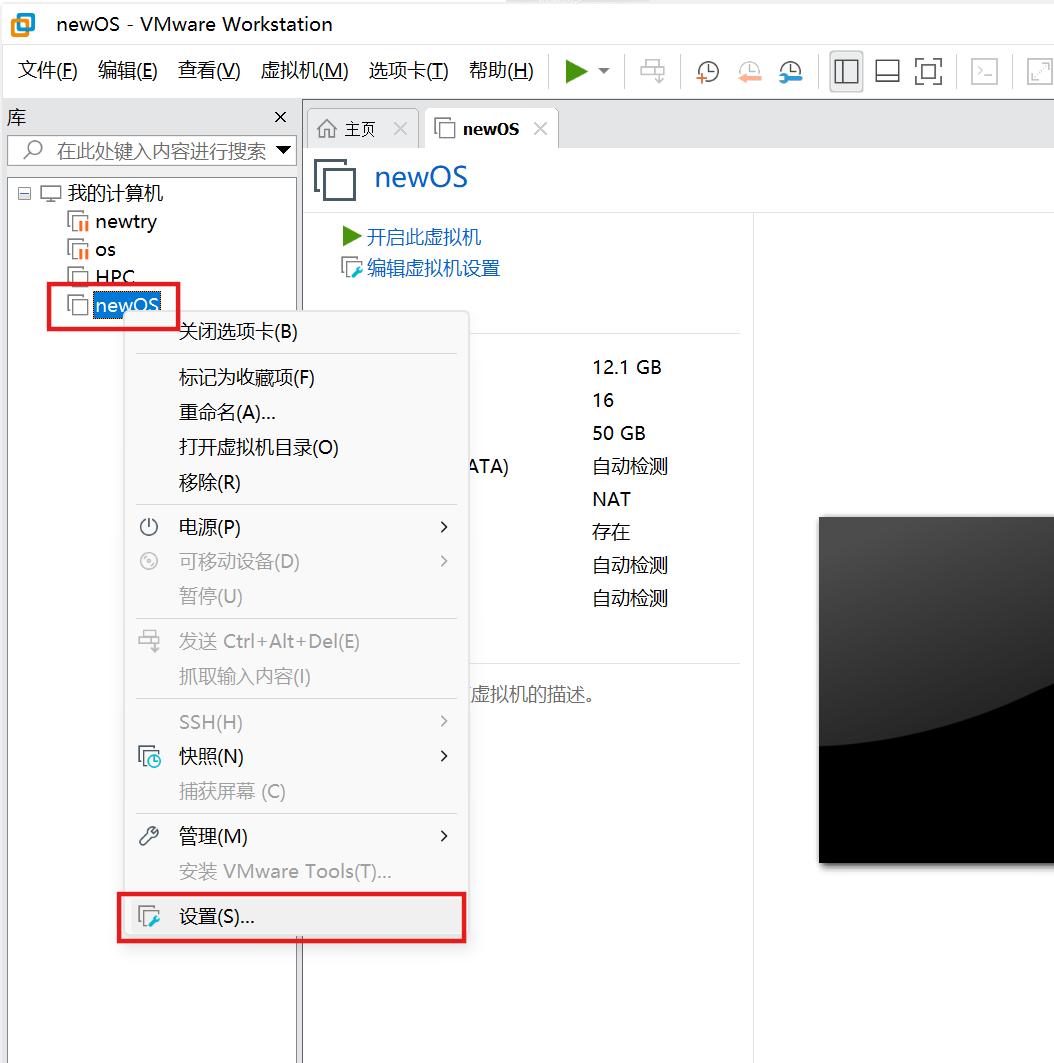 newOS - VMware Workstation
文件(F) 编辑(E) 查看(V) 虚拟机(M) 选项卡(T) 帮助(H)
库
在此处键入内容进行搜索
我的计算机
newtry
os
HPC
newOS
主页
newOS
newOS
开启此虚拟机
编辑虚拟机设置
12.1 GB
16
50 GB
ATA) 自动检测
NAT
存在
自动检测
自动检测
虚拟机的描述。
关闭选项卡(B)
标记为收藏项(F)
重命名(A)...
打开虚拟机目录(O)
移除(R)
电源(P)
可移动设备(D)
暂停(U)
发送 Ctrl+Alt+Del(E)
抓取输入内容(I)
SSH(H)
快照(N)
捕获屏幕 (C)
管理(M)
安装 VMware Tools(T)...
设置(S)...